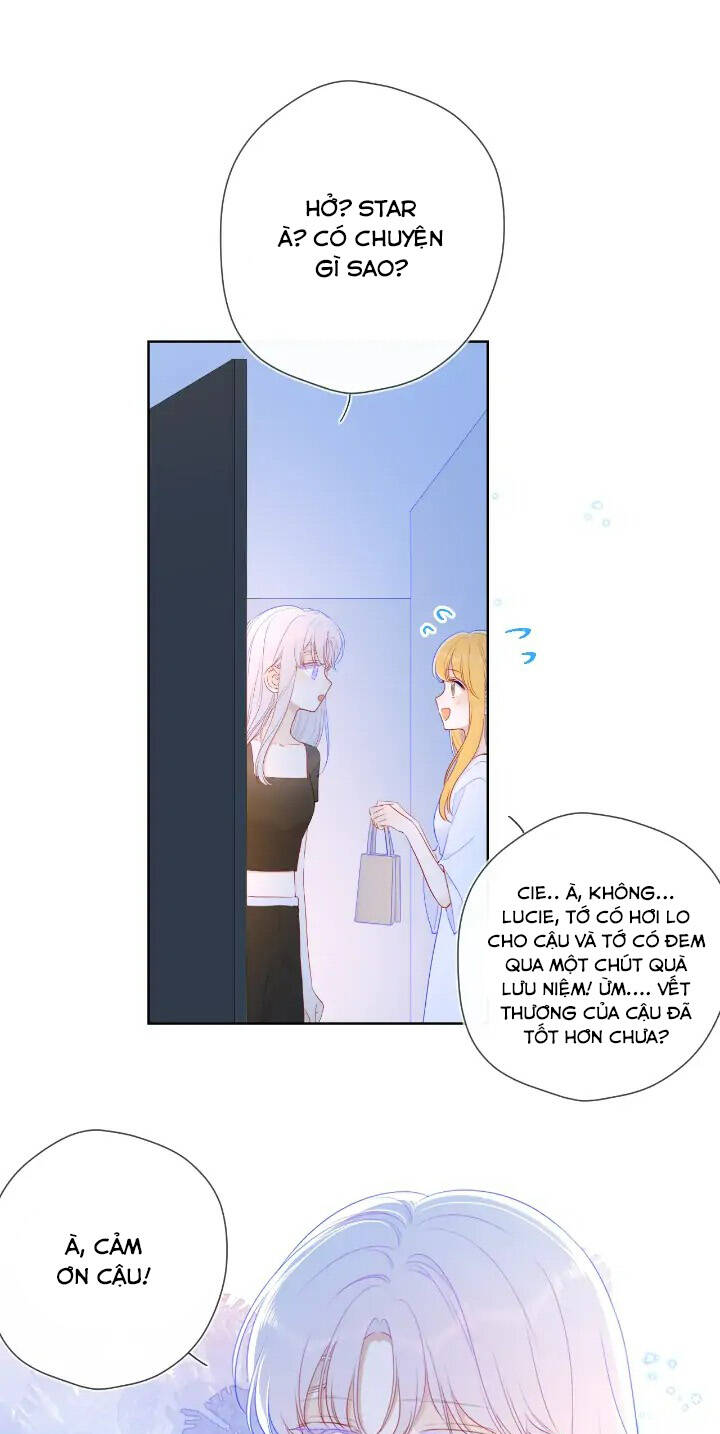 HỞ? STAR
À? CÓ CHUYỆN
GÌ SAO?
CIE.. À, KHÔNG...
LUCIE, TỚ CÓ HƠI LO
CHO CẬU VÀ TỚ CÓ ĐEM
QUA MỘT CHÚT QUÀ
LƯU NIỆM! ỪM.... VẾT
THƯƠNG CỦA CẬU ĐÃ
TỐT HƠN CHƯA?
À, CẢM
ƠN CẬU!